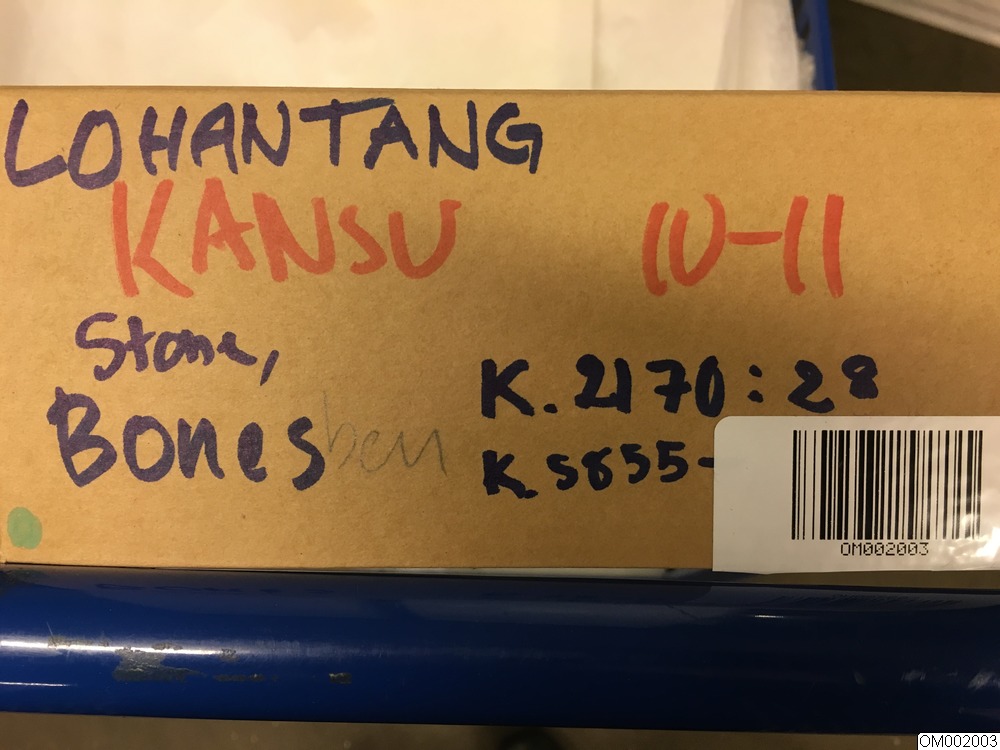 LOHANTANG
KANSU 10-11
Stone,
Bones ben
K. 2170:28
K. 5855-
OM002003
OM002003